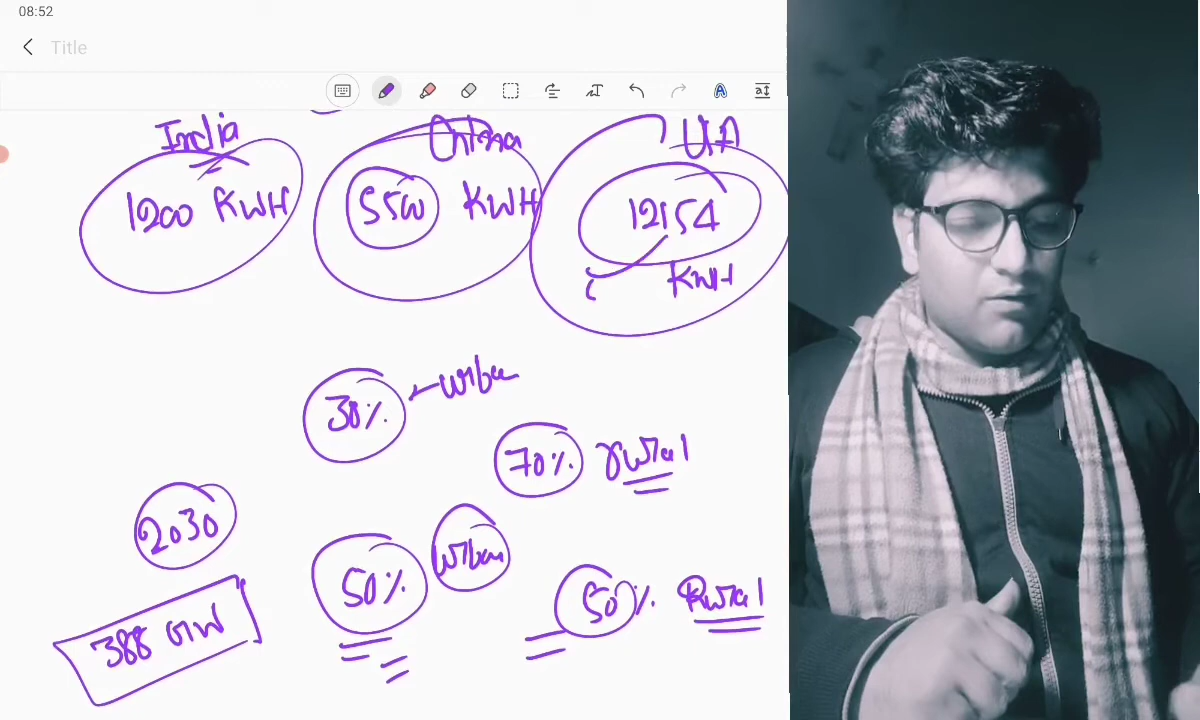 08:52
Title
India
China
1200 KWH
5500 KWH
12154
KWH
30%
urban
70% rural
2030
50%
urban
50% Rural
388 GW